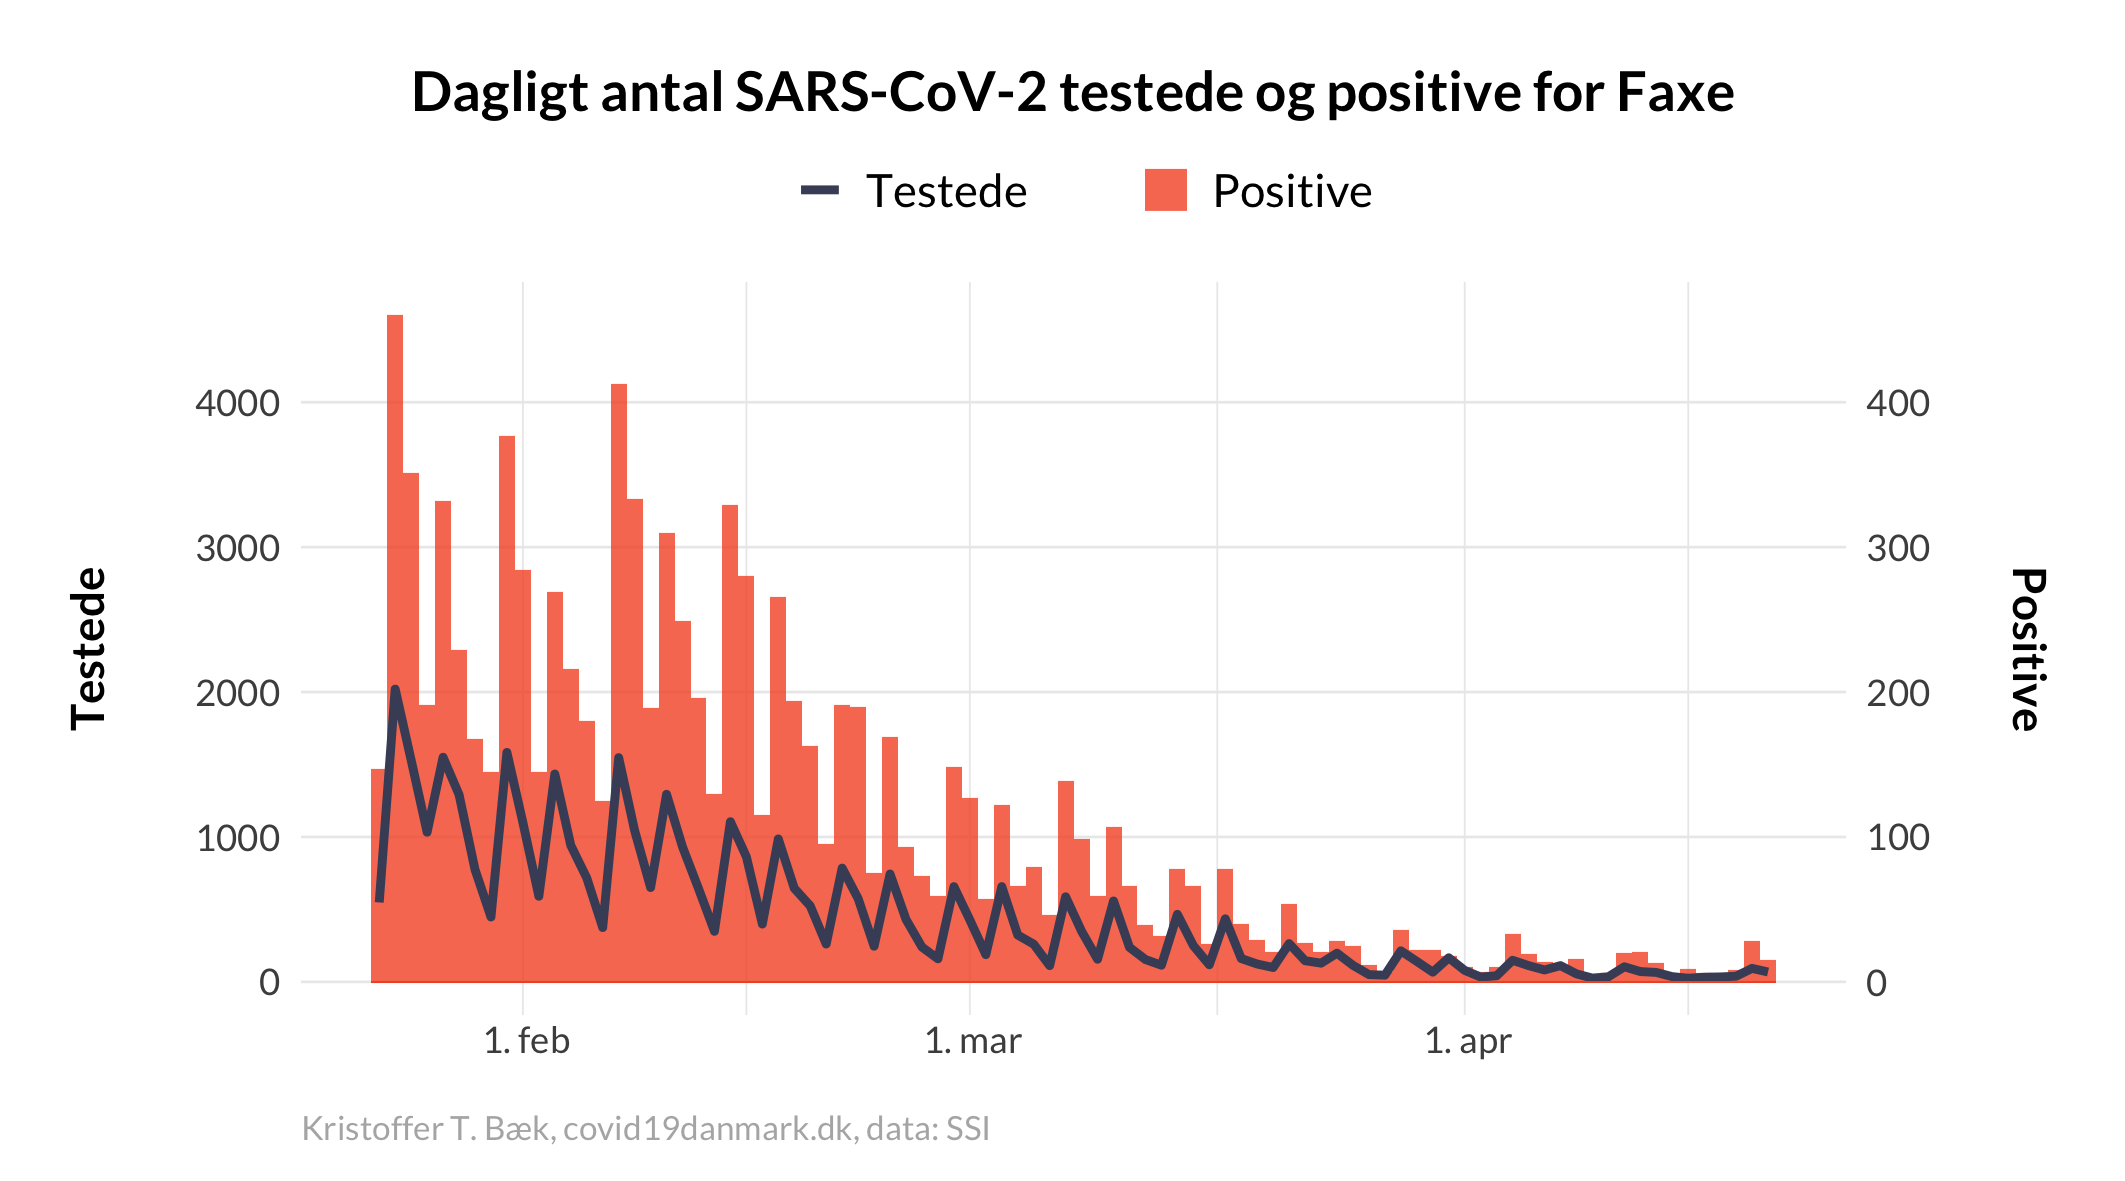 Dagligt antal SARS-CoV-2 testede og positive for Faxe
Testede
Positive
Testede
4000
3000
2000
1000
0
400
300
200
100
0
Positive
1. feb
1. mar
1. apr
Kristoffer T. Bæk, covid19danmark.dk, data: SSI